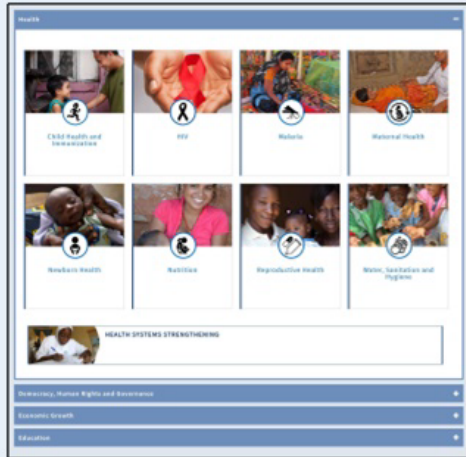 Health
Child Health and
Immunization
HIV
Malaria
Maternal Health
Newborn Health
Nutrition
Reproductive Health
Water, Sanitation and
Hygiene
HEALTH SYSTEMS STRENGTHENING
Democracy, Human Rights and Governance
Economic Growth
Education